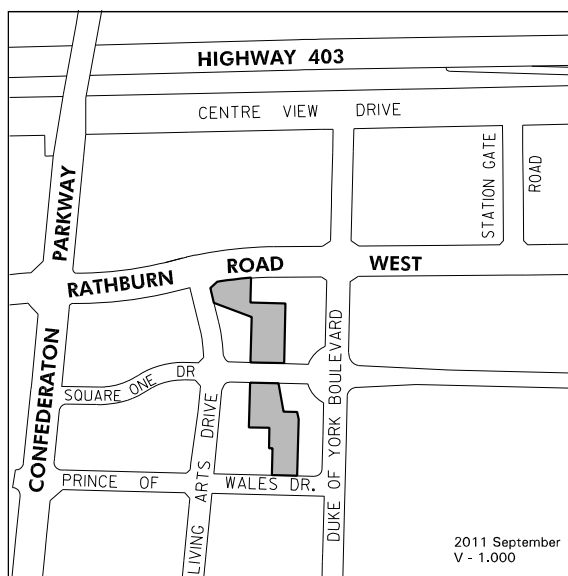 HIGHWAY 403
CENTRE VIEW DRIVE
STATION GATE ROAD
CONFEDERATON PARKWAY
RATHBURN ROAD WEST
SQUARE ONE DR
LIVING ARTS DRIVE
DUKE OF YORK BOULEVARD
PRINCE OF WALES DR.
2011 September
V - 1.000